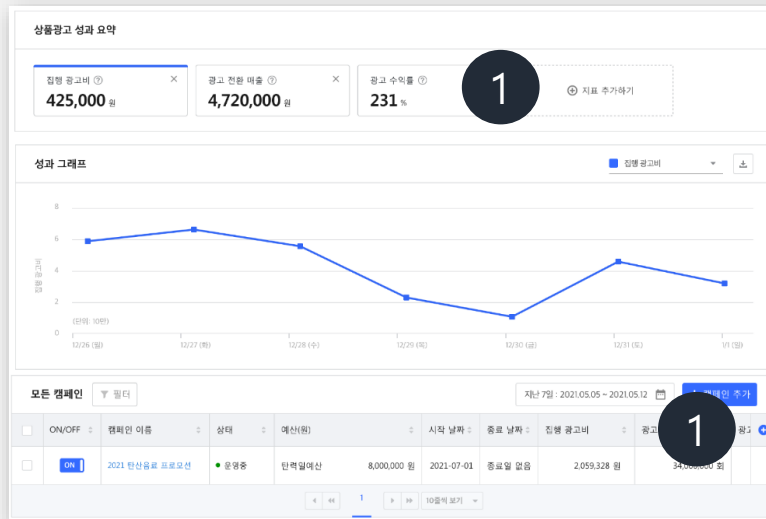 상품광고 성과 요약
집행 광고비 ? ×
425,000 원
광고 전환 매출 ? ×
4,720,000 원
광고 수익률 ?
231 %
1
지표 추가하기
성과 그래프
집행 광고비
8
6
4
2
0
집행 광고비
(단위: 10만)
12/26 (월) 12/27 (화) 12/28 (수) 12/29 (목) 12/30 (금) 12/31 (토) 1/1 (일)
모든 캠페인 필터 지난 7일 : 2021.05.05 ~ 2021.05.12 캠페인 추가
1
ON/OFF 캠페인 이름 상태 예산(원) 시작 날짜 종료 날짜 집행 광고비 광고
ON 2021 탄산음료 프로모션 운영중 탄력일예산 8,000,000 원 2021-07-01 종료일 없음 2,059,328 원 34,000,000 회
1 10줄씩 보기